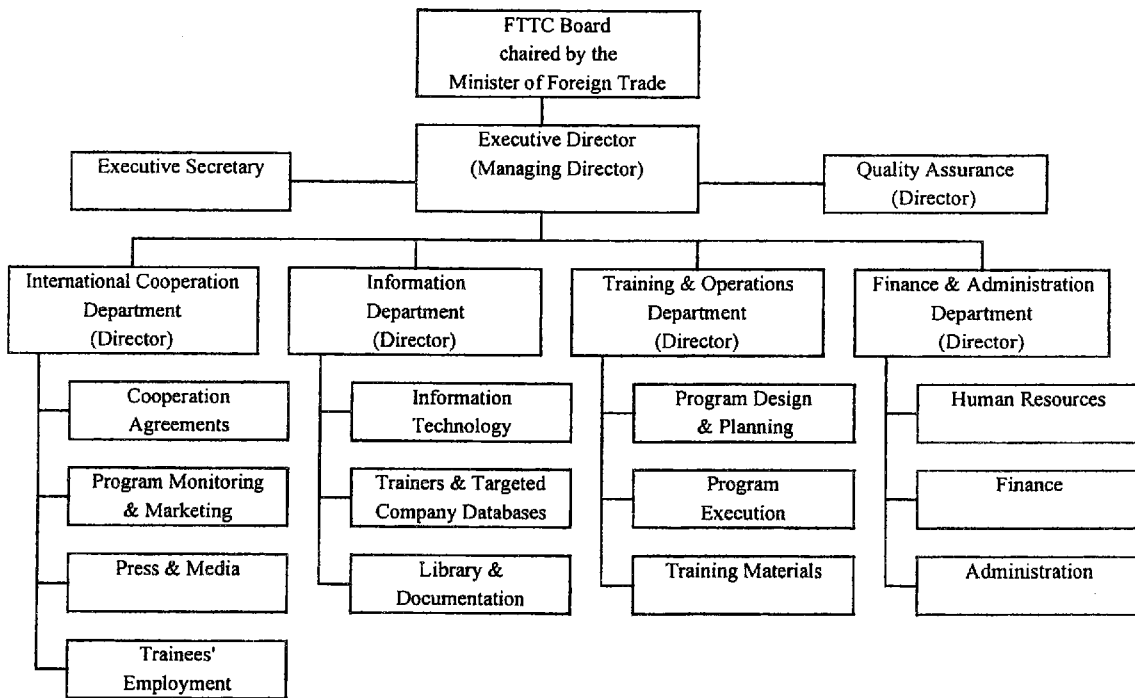 FTTC Board
chaired by the
Minister of Foreign Trade
Executive Director
(Managing Director)
Executive Secretary
Quality Assurance
(Director)
International Cooperation
Department
(Director)
Information
Department
(Director)
Training & Operations
Department
(Director)
Finance & Administration
Department
(Director)
Cooperation
Agreements
Program Monitoring
& Marketing
Press & Media
Trainees'
Employment
Information
Technology
Trainers & Targeted
Company Databases
Library &
Documentation
Program Design
& Planning
Program
Execution
Training Materials
Human Resources
Finance
Administration